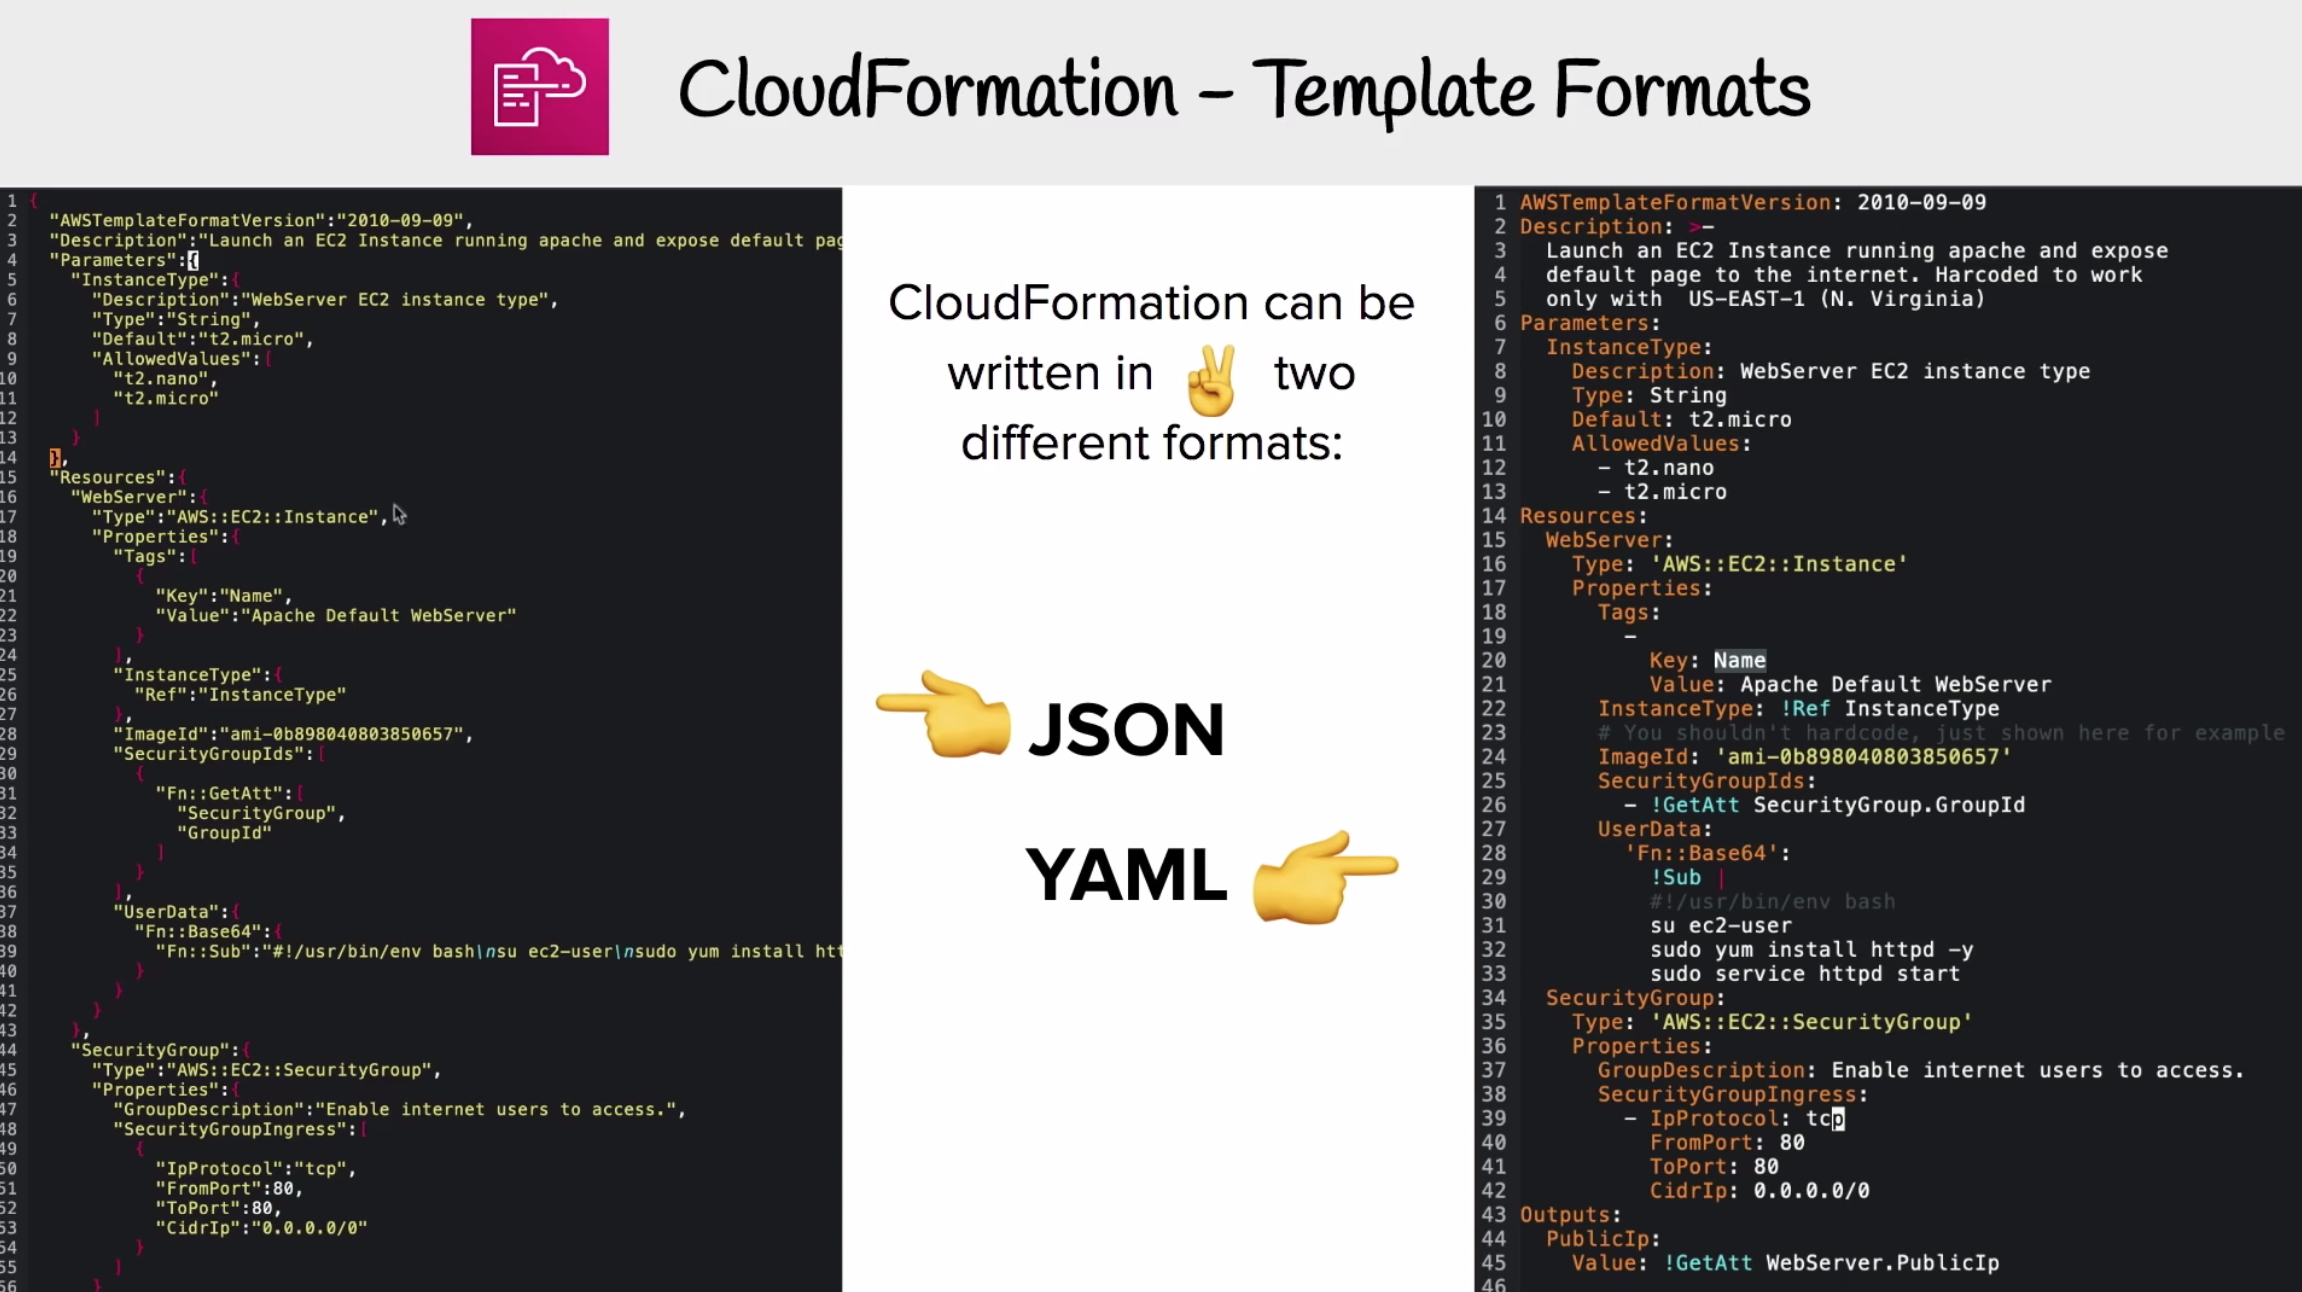 CloudFormation - Template Formats
1 {
2 "AWSTemplateFormatVersion":"2010-09-09",
3 "Description":"Launch an EC2 Instance running apache and expose default pag
4 "Parameters":{
5 "InstanceType":{
6 "Description":"WebServer EC2 instance type",
7 "Type":"String",
8 "Default":"t2.micro",
9 "AllowedValues":[
10 "t2.nano",
11 "t2.micro"
12 ]
13 }
14 },
15 "Resources":{
16 "WebServer":{
17 "Type":"AWS::EC2::Instance",
18 "Properties":{
19 "Tags":[
20 {
21 "Key":"Name",
22 "Value":"Apache Default WebServer"
23 }
24 ],
25 "InstanceType":{
26 "Ref":"InstanceType"
27 },
28 "ImageId":"ami-0b898040803850657",
29 "SecurityGroupIds":[
30 {
31 "Fn::GetAtt":[
32 "SecurityGroup",
33 "GroupId"
34 ]
35 }
36 ],
37 "UserData":{
38 "Fn::Base64":{
39 "Fn::Sub":"#!/usr/bin/env bash\nsu ec2-user\nsudo yum install htt
40 }
41 }
42 }
43 },
44 "SecurityGroup":{
45 "Type":"AWS::EC2::SecurityGroup",
46 "Properties":{
47 "GroupDescription":"Enable internet users to access.",
48 "SecurityGroupIngress":[
49 {
50 "IpProtocol":"tcp",
51 "FromPort":80,
52 "ToPort":80,
53 "CidrIp":"0.0.0.0/0"
54 }
55 ]
56 }
CloudFormation can be
written in ✌ two
different formats:
JSON
YAML
1 AWSTemplateFormatVersion: 2010-09-09
2 Description: >-
3 Launch an EC2 Instance running apache and expose
4 default page to the internet. Harcoded to work
5 only with  US-EAST-1 (N. Virginia)
6 Parameters:
7 InstanceType:
8 Description: WebServer EC2 instance type
9 Type: String
10 Default: t2.micro
11 AllowedValues:
12 - t2.nano
13 - t2.micro
14 Resources:
15 WebServer:
16 Type: 'AWS::EC2::Instance'
17 Properties:
18 Tags:
19 -
20 Key: Name
21 Value: Apache Default WebServer
22 InstanceType: !Ref InstanceType
23 # You shouldn't hardcode, just shown here for example
24 ImageId: 'ami-0b898040803850657'
25 SecurityGroupIds:
26 - !GetAtt SecurityGroup.GroupId
27 UserData:
28 'Fn::Base64':
29 !Sub |
30 #!/usr/bin/env bash
31 su ec2-user
32 sudo yum install httpd -y
33 sudo service httpd start
34 SecurityGroup:
35 Type: 'AWS::EC2::SecurityGroup'
36 Properties:
37 GroupDescription: Enable internet users to access.
38 SecurityGroupIngress:
39 - IpProtocol: tcp
40 FromPort: 80
41 ToPort: 80
42 CidrIp: 0.0.0.0/0
43 Outputs:
44 PublicIp:
45 Value: !GetAtt WebServer.PublicIp
46